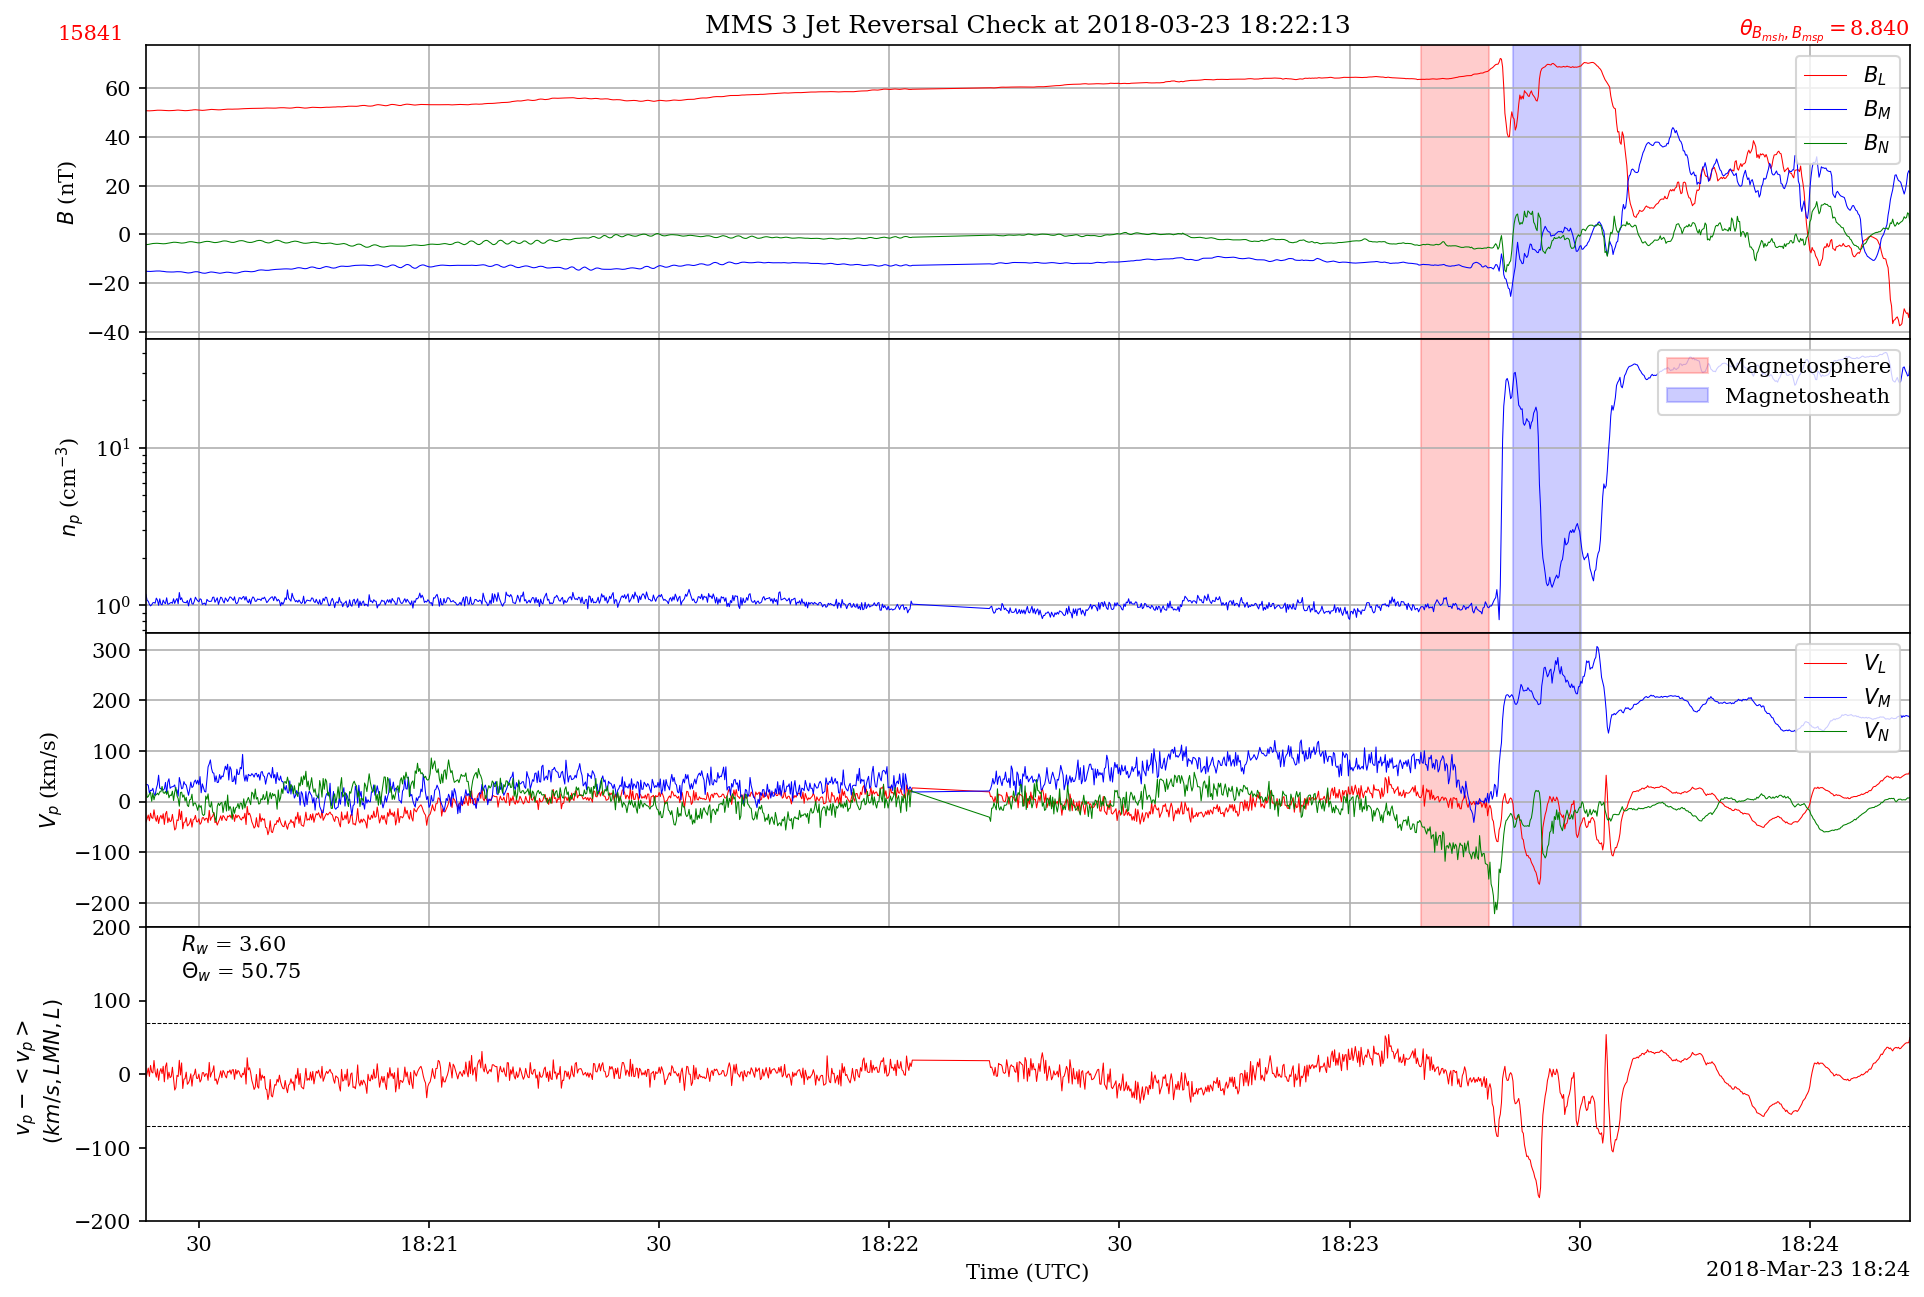 15841
MMS 3 Jet Reversal Check at 2018-03-23 18:22:13
θ_{B_{msh}, B_{msp}} = 8.840
B (nT)
60
40
20
0
−20
−40
B_L
B_M
B_N
n_p (cm⁻³)
10¹
10⁰
Magnetosphere
Magnetosheath
V_p (km/s)
300
200
100
0
−100
−200
V_L
V_M
V_N
v_p − < v_p >
(km/s, LMN, L)
200
100
0
−100
−200
R_w = 3.60
Θ_w = 50.75
30
18:21
30
18:22
30
18:23
30
18:24
Time (UTC)
2018-Mar-23 18:24